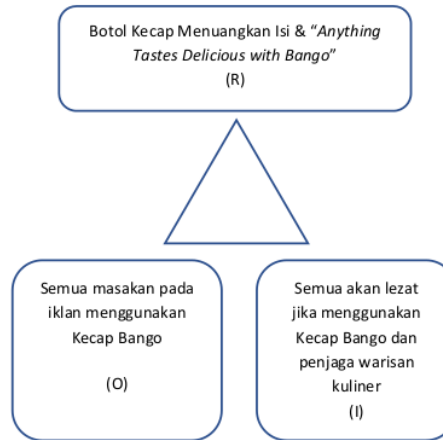 Botol Kecap Menuangkan Isi & “Anything
Tastes Delicious with Bango”
(R)
Semua masakan pada
iklan menggunakan
Kecap Bango
(O)
Semua akan lezat
jika menggunakan
Kecap Bango dan
penjaga warisan
kuliner
(I)